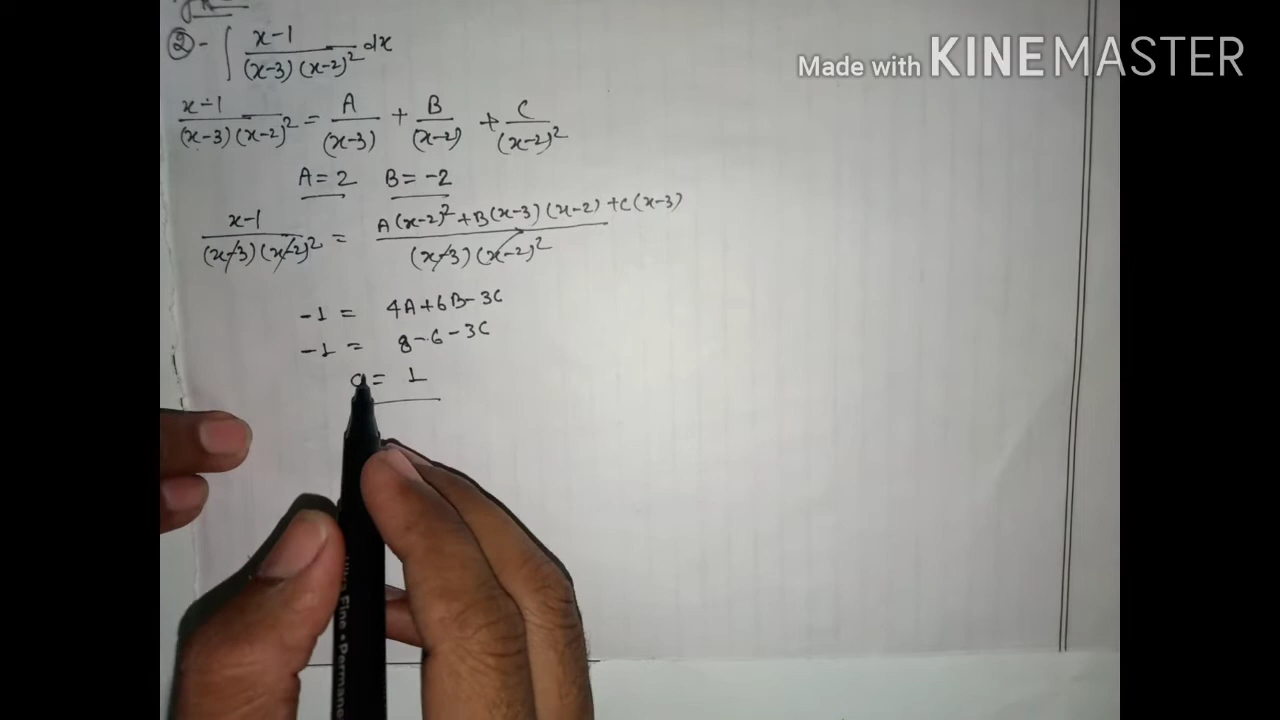 Made with KINEMASTER
②- ∫ x-1 / (x-3) (x-2)² dx
x-1 / (x-3) (x-2)² = A / (x-3) + B / (x-2) + C / (x-2)²
A = 2 B = -2
x-1 / (x-3) (x-2)² = A (x-2)² + B (x-3) (x-2) + C (x-3) / (x-3) (x-2)²
-1 = 4A + 6B - 3C
-1 = 8 - 6 - 3C
= 1